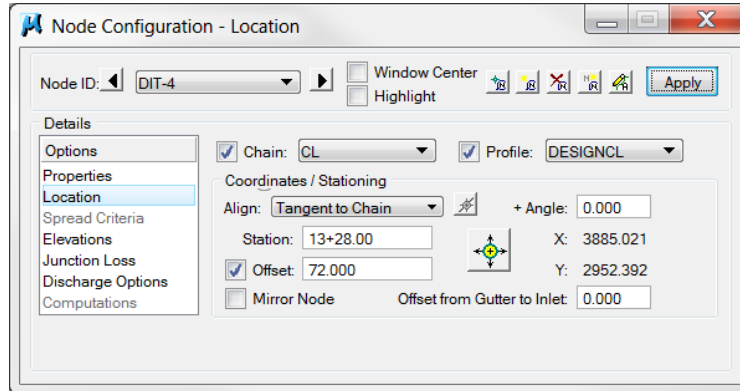 Node Configuration - Location
Node ID: DIT-4 Window Center
Highlight
Apply
Details
Options
Properties
Location
Spread Criteria
Elevations
Junction Loss
Discharge Options
Computations
Chain: CL Profile: DESIGNCL
Coordinates / Stationing
Align: Tangent to Chain + Angle: 0.000
Station: 13+28.00 X: 3885.021
Offset: 72.000 Y: 2952.392
Mirror Node Offset from Gutter to Inlet: 0.000